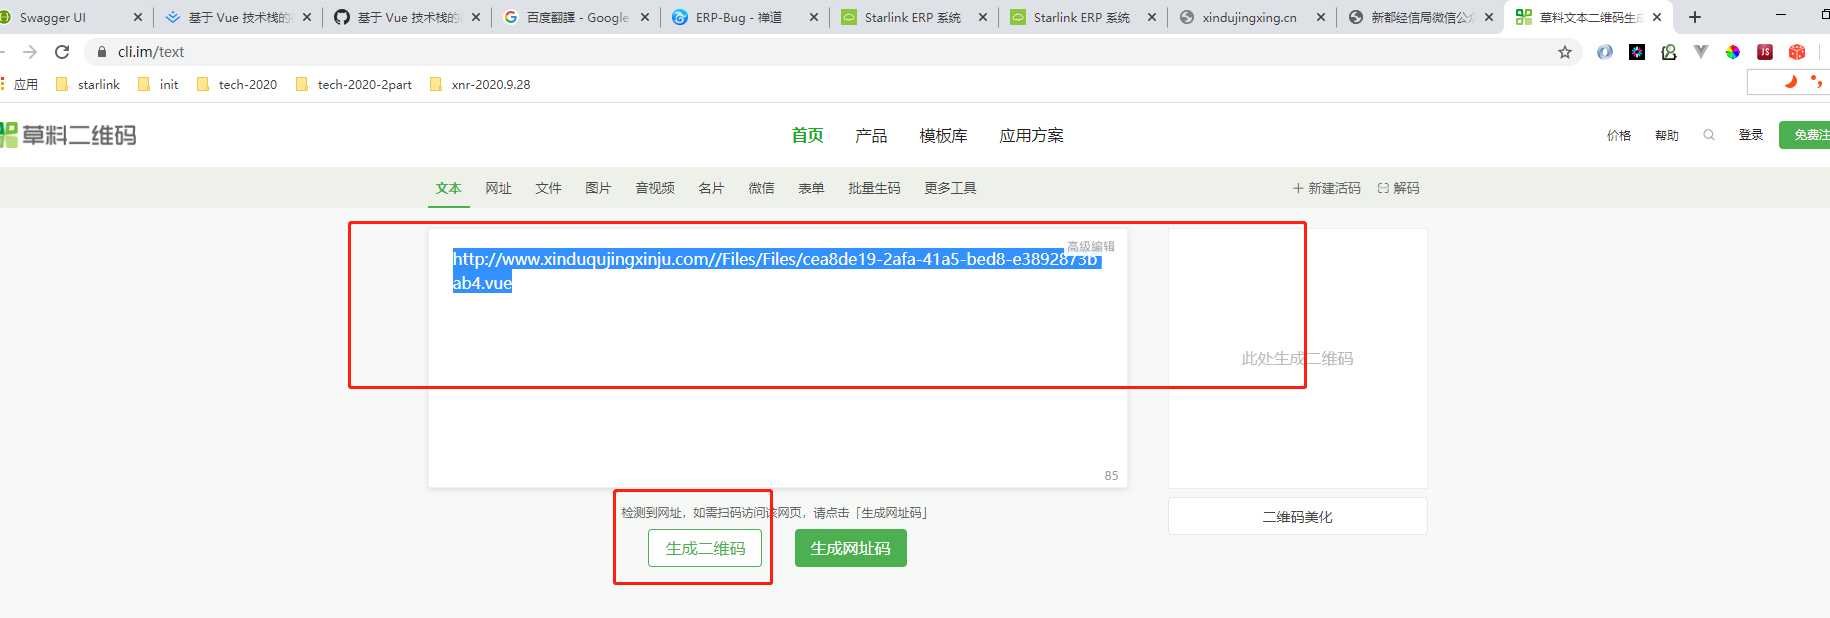 Swagger UI
基于 Vue 技术栈的
基于 Vue 技术栈的
百度翻譯 - Google
ERP-Bug - 禅道
Starlink ERP 系统
Starlink ERP 系统
xindujingxing.cn
新都经信局微信公众
草料文本二维码生成
cli.im/text
应用
starlink
init
tech-2020
tech-2020-2part
xnr-2020.9.28
草料二维码
首页
产品
模板库
应用方案
价格
帮助
登录
免费注
文本
网址
文件
图片
音视频
名片
微信
表单
批量生码
更多工具
新建活码
解码
高级编辑
http://www.xinduqujingxinju.com//Files/Files/cea8de19-2afa-41a5-bed8-e3892873b
ab4.vue
此处生成二维码
85
检测到网址，如需扫码访问该网页，请点击「生成网址码」
二维码美化
生成二维码
生成网址码